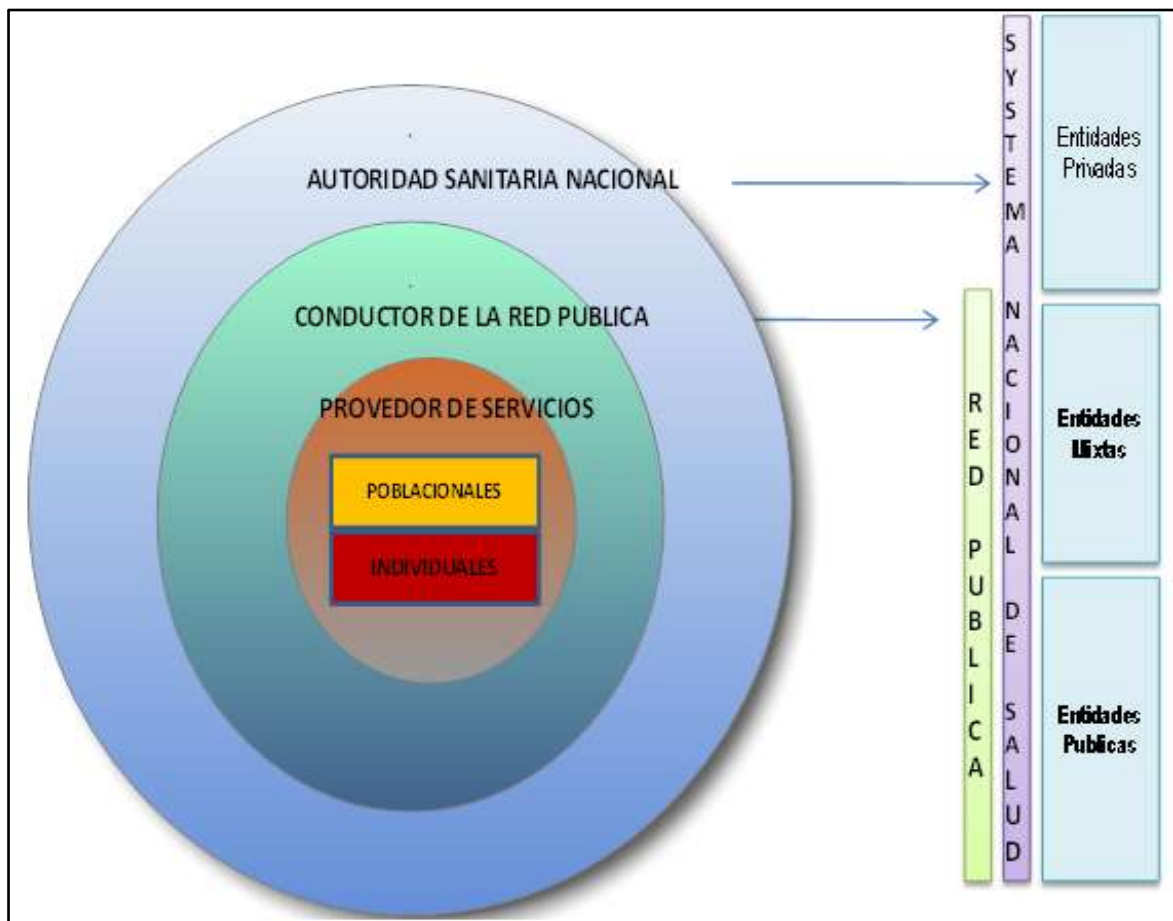 AUTORIDAD SANITARIA NACIONAL
CONDUCTOR DE LA RED PUBLICA
PROVEDOR DE SERVICIOS
POBLACIONALES
INDIVIDUALES
RED PUBLICA
SYSTEMA NACIONAL DE SALUD
Entidades
Privadas
Entidades
Mixtas
Entidades
Publicas